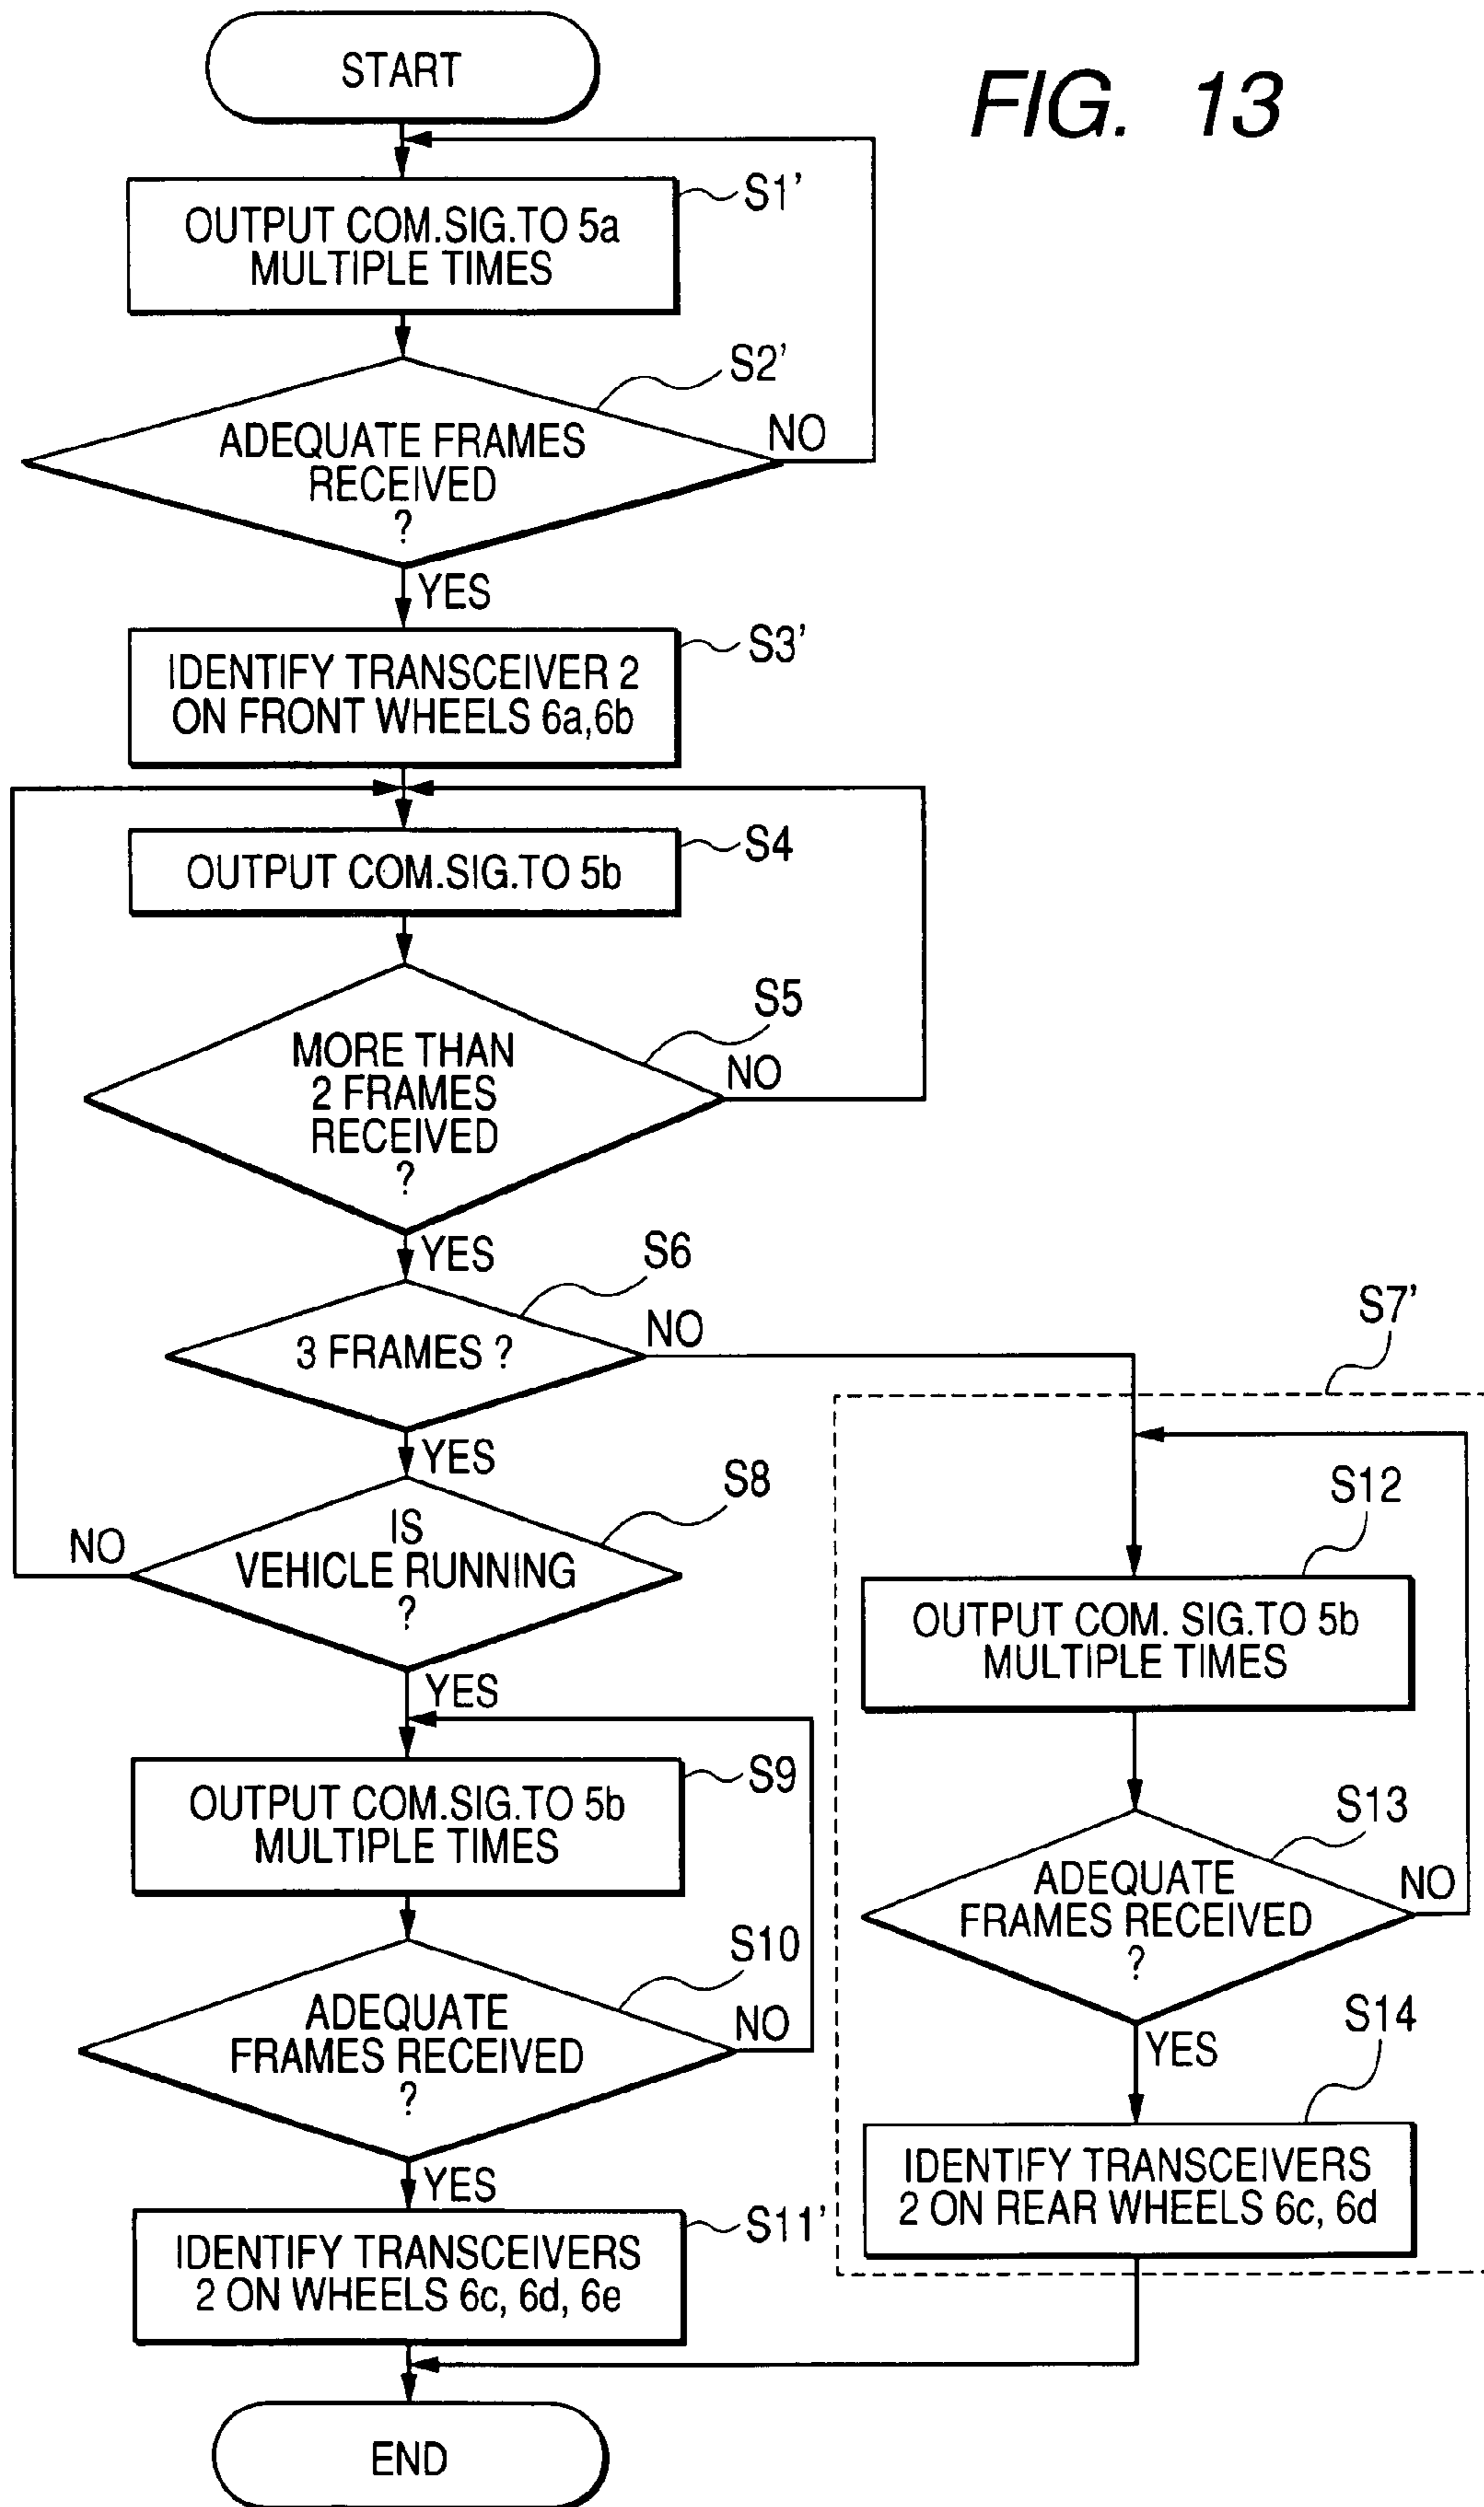 START
FIG. 13
S1'
OUTPUT COM.SIG.TO 5a
MULTIPLE TIMES
S2'
ADEQUATE FRAMES
RECEIVED
?
NO
YES
S3'
IDENTIFY TRANSCEIVER 2
ON FRONT WHEELS 6a,6b
S4
OUTPUT COM.SIG.TO 5b
S5
MORE THAN
2 FRAMES
RECEIVED
?
NO
YES
S6
3 FRAMES ?
NO
YES
S7'
S8
IS
VEHICLE RUNNING
?
NO
YES
S9
OUTPUT COM.SIG.TO 5b
MULTIPLE TIMES
S10
ADEQUATE
FRAMES RECEIVED
?
NO
YES
S11'
IDENTIFY TRANSCEIVERS
2 ON WHEELS 6c, 6d, 6e
S12
OUTPUT COM. SIG.TO 5b
MULTIPLE TIMES
S13
ADEQUATE
FRAMES RECEIVED
?
NO
YES
S14
IDENTIFY TRANSCEIVERS
2 ON REAR WHEELS 6c, 6d
END